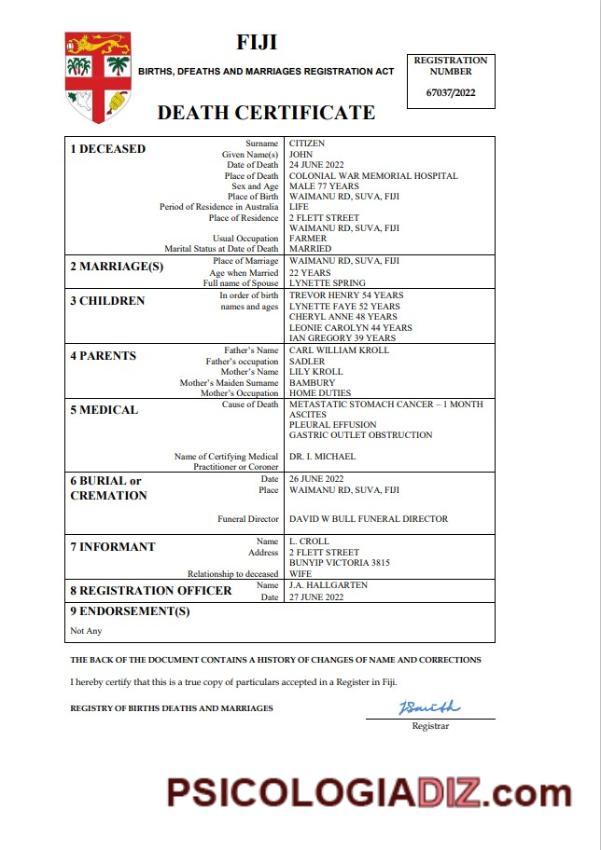 FIJI
BIRTHS, DFEATHS AND MARRIAGES REGISTRATION ACT
REGISTRATION
NUMBER
67037/2022
DEATH CERTIFICATE
1 DECEASED
Surname CITIZEN
Given Name(s) JOHN
Date of Death 24 JUNE 2022
Place of Death COLONIAL WAR MEMORIAL HOSPITAL
Sex and Age MALE 77 YEARS
Place of Birth WAIMANU RD, SUVA, FIJI
Period of Residence in Australia LIFE
Place of Residence 2 FLETT STREET
WAIMANU RD, SUVA, FIJI
Usual Occupation FARMER
Marital Status at Date of Death MARRIED
2 MARRIAGE(S)
Place of Marriage WAIMANU RD, SUVA, FIJI
Age when Married 22 YEARS
Full name of Spouse LYNETTE SPRING
3 CHILDREN
In order of birth TREVOR HENRY 54 YEARS
names and ages LYNETTE FAYE 52 YEARS
CHERYL ANNE 48 YEARS
LEONIE CAROLYN 44 YEARS
IAN GREGORY 39 YEARS
4 PARENTS
Father's Name CARL WILLIAM KROLL
Father's occupation SADLER
Mother's Name LILY KROLL
Mother's Maiden Surname BAMBURY
Mother's Occupation HOME DUTIES
5 MEDICAL
Cause of Death METASTATIC STOMACH CANCER – 1 MONTH
ASCITES
PLEURAL EFFUSION
GASTRIC OUTLET OBSTRUCTION
Name of Certifying Medical DR. I. MICHAEL
Practitioner or Coroner
6 BURIAL or
CREMATION
Date 26 JUNE 2022
Place WAIMANU RD, SUVA, FIJI
Funeral Director DAVID W BULL FUNERAL DIRECTOR
7 INFORMANT
Name L. CROLL
Address 2 FLETT STREET
BUNYIP VICTORIA 3815
Relationship to deceased WIFE
8 REGISTRATION OFFICER
Name J.A. HALLGARTEN
Date 27 JUNE 2022
9 ENDORSEMENT(S)
Not Any
THE BACK OF THE DOCUMENT CONTAINS A HISTORY OF CHANGES OF NAME AND CORRECTIONS
I hereby certify that this is a true copy of particulars accepted in a Register in Fiji.
REGISTRY OF BIRTHS DEATHS AND MARRIAGES
JSmith
Registrar
PSICOLOGIADIZ.com